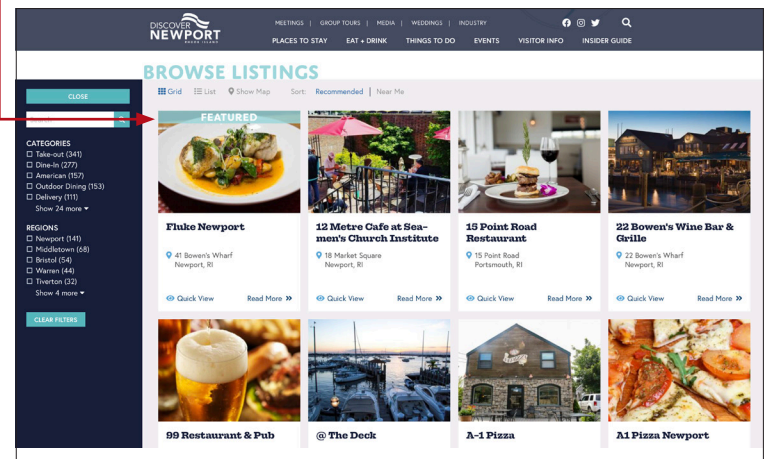 DISCOVER
NEWPORT
RHODE ISLAND
MEETINGS | GROUP TOURS | MEDIA | WEDDINGS | INDUSTRY
PLACES TO STAY EAT + DRINK THINGS TO DO EVENTS VISITOR INFO INSIDER GUIDE
BROWSE LISTINGS
Grid List Show Map Sort: Recommended | Near Me
CLOSE
Search
CATEGORIES
Take-out (341)
Dine-In (277)
American (157)
Outdoor Dining (153)
Delivery (111)
Show 24 more
REGIONS
Newport (141)
Middletown (68)
Bristol (54)
Warren (44)
Tiverton (32)
Show 4 more
CLEAR FILTERS
FEATURED
Fluke Newport
41 Bowen's Wharf
Newport, RI
Quick View Read More »
12 Metre Cafe at Sea-
men's Church Institute
18 Market Square
Newport, RI
Quick View Read More »
15 Point Road
Restaurant
15 Point Road
Portsmouth, RI
Quick View Read More »
22 Bowen's Wine Bar &
Grille
22 Bowen's Wharf
Newport, RI
Quick View Read More »
99 Restaurant & Pub
@ The Deck
A-1 Pizza
A1 Pizza Newport